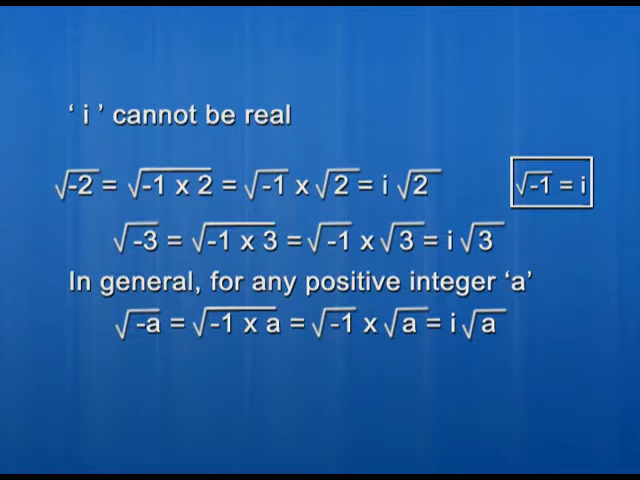 ‘ i ’ cannot be real
√-2 = √-1 x 2 = √-1 x √2 = i √2
√-1 = i
√-3 = √-1 x 3 = √-1 x √3 = i √3
In general, for any positive integer ‘a’
√-a = √-1 x a = √-1 x √a = i √a